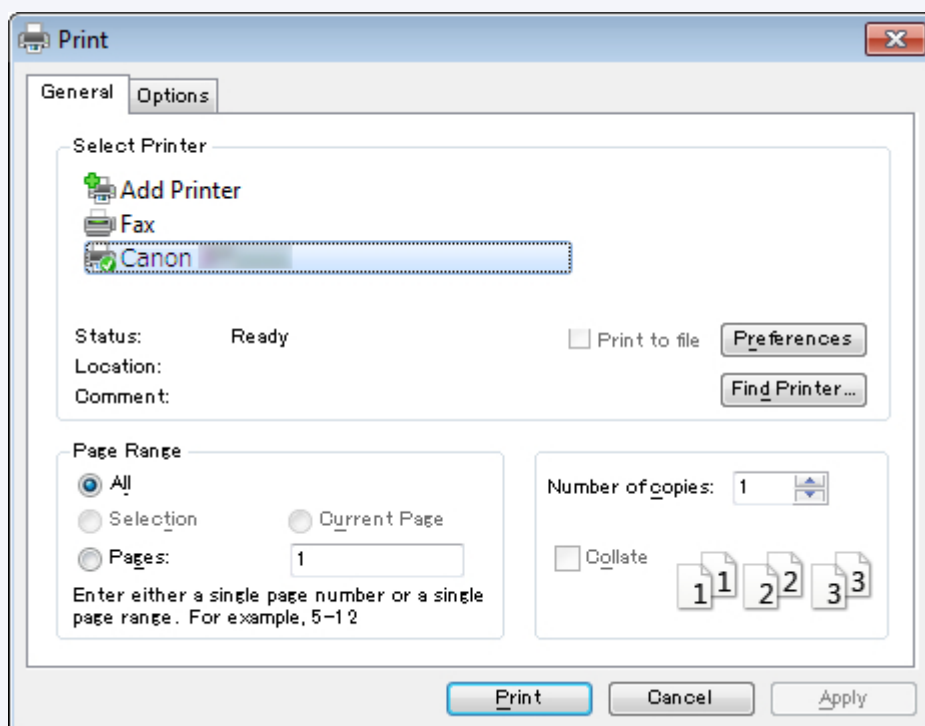 Print
General Options
Select Printer
Add Printer
Fax
Canon
Status: Ready
Print to file
Preferences
Location:
Find Printer...
Comment:
Page Range
All
Selection Current Page
Pages: 1
Enter either a single page number or a single
page range. For example, 5-12
Number of copies: 1
Collate
1 1 2 2 3 3
Print Cancel Apply